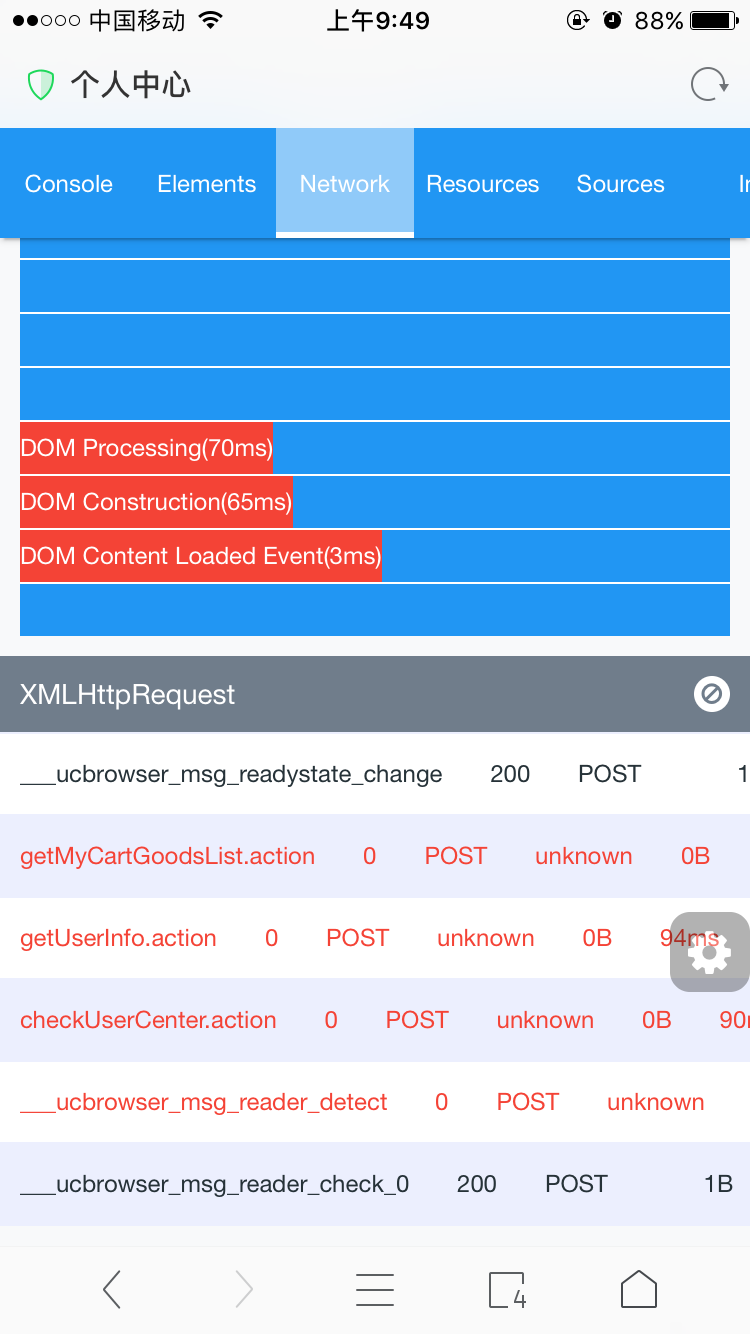 中国移动 上午9:49 88%
个人中心
Console Elements Network Resources Sources
DOM Processing(70ms)
DOM Construction(65ms)
DOM Content Loaded Event(3ms)
XMLHttpRequest
___ucbrowser_msg_readystate_change 200 POST 1
getMyCartGoodsList.action 0 POST unknown 0B
getUserInfo.action 0 POST unknown 0B 94ms
checkUserCenter.action 0 POST unknown 0B 90
___ucbrowser_msg_reader_detect 0 POST unknown
___ucbrowser_msg_reader_check_0 200 POST 1B
4